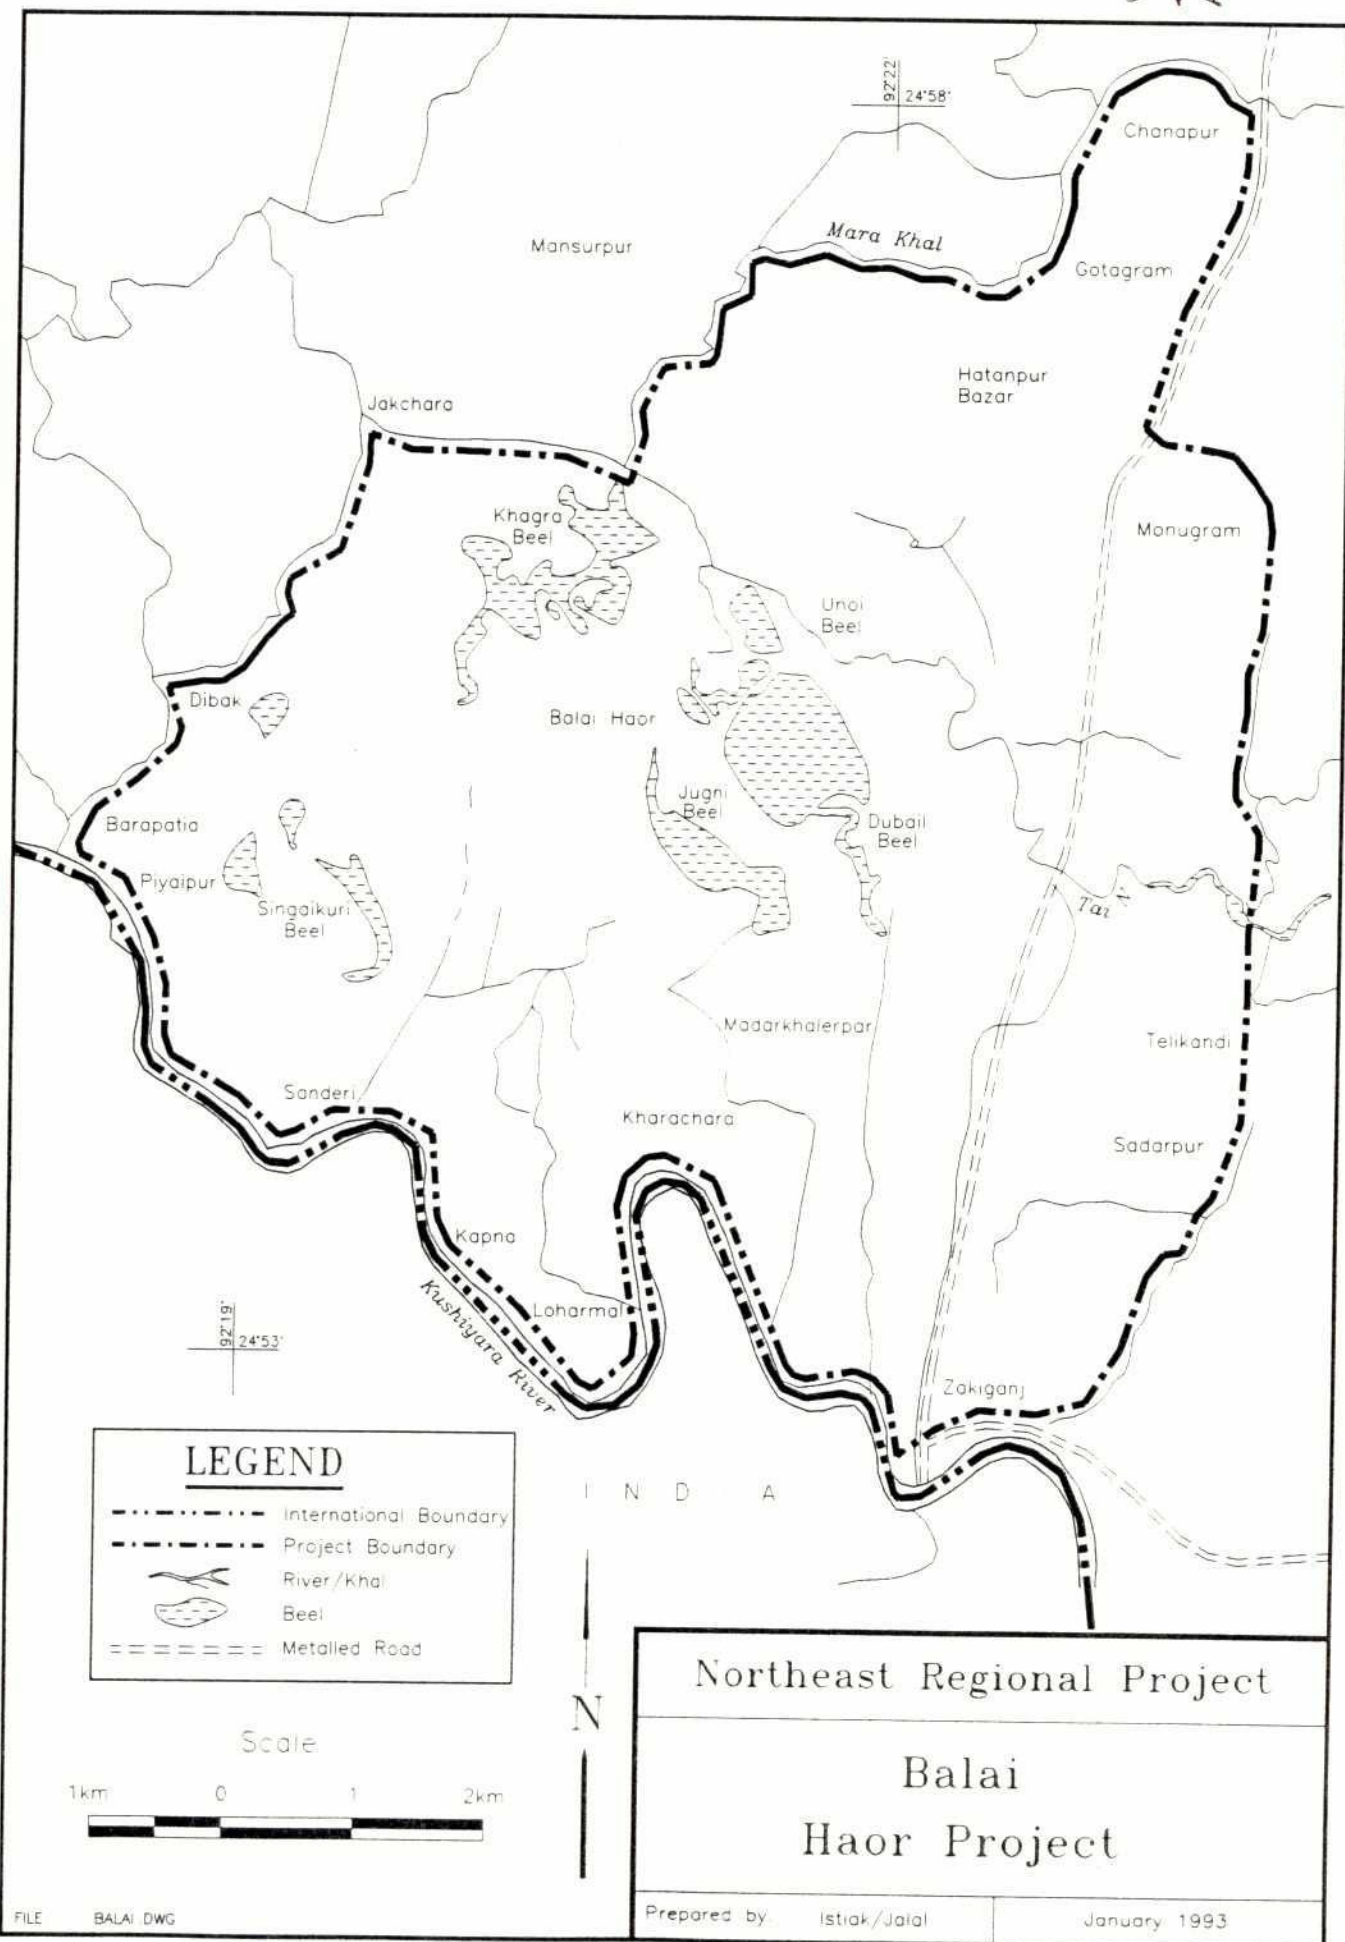 92°22'
24°58'
Chanapur
Mara Khal
Mansurpur
Gotagram
Hatanpur
Bazar
Jakchara
Khagra
Beel
Monugram
Unoi
Beel
Dibak
Balai Haor
Jugni
Beel
Barapatia
Dubail
Beel
Piyaipur
Singaikuri
Beel
Tai N
Madarkhalerpar
Telikandi
Sanderi
Kharachara
Sadarpur
Kapna
Kushiyara River
Loharmal
92°19'
24°53'
Zakiganj
INDIA
LEGEND
International Boundary
Project Boundary
River/Khal
Beel
Metalled Road
N
Scale
1km 0 1 2km
Northeast Regional Project
Balai
Haor Project
Prepared by: Istiak/Jalal
January 1993
FILE BALAI.DWG